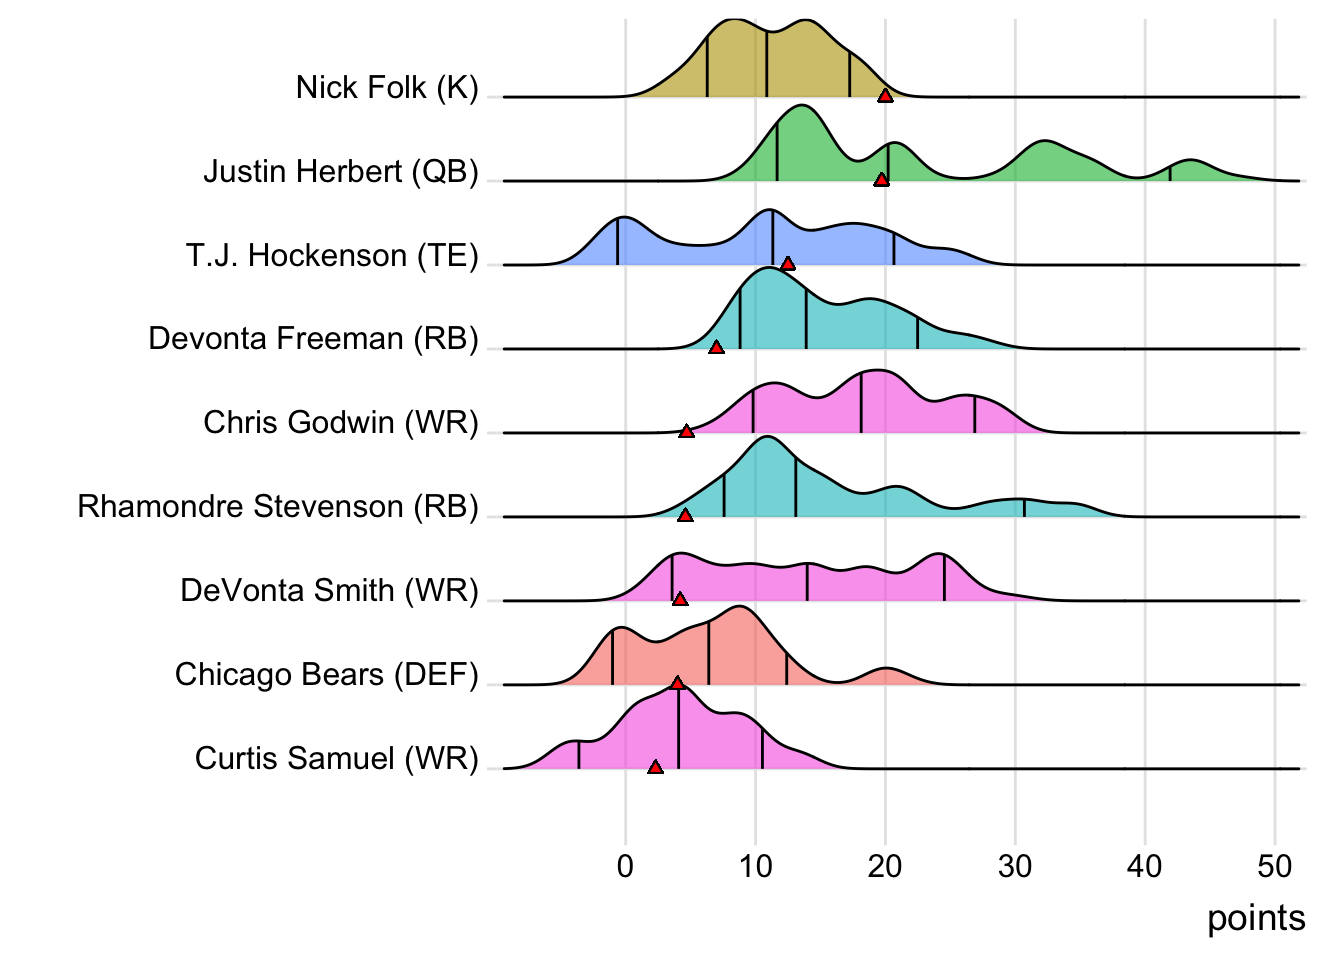 Nick Folk (K)
Justin Herbert (QB)
T.J. Hockenson (TE)
Devonta Freeman (RB)
Chris Godwin (WR)
Rhamondre Stevenson (RB)
DeVonta Smith (WR)
Chicago Bears (DEF)
Curtis Samuel (WR)
0 10 20 30 40 50
points